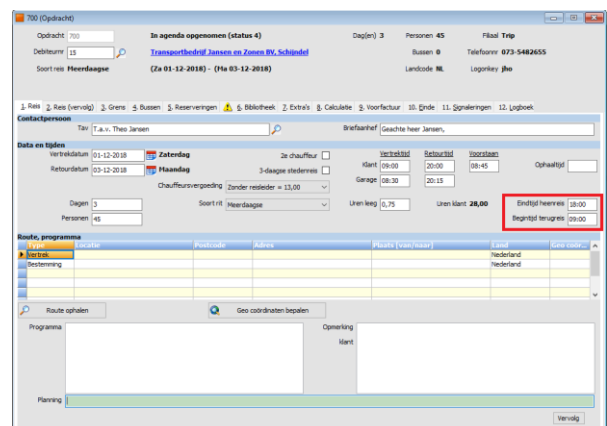 700 (Opdracht)
Opdracht 700 In agenda opgenomen (status 4) Dag(en) 3 Personen 45 Filiaal Trip
Debiteurnr 15 Transportbedrijf Jansen en Zonen BV, Schijndel Bussen 0 Telefoonnr 073-5482655
Soort reis Meerdaagse (Za 01-12-2018) - (Ma 03-12-2018) Landcode NL Logonkey jho
1. Reis 2. Reis (vervolg) 3. Grens 4. Bussen 5. Reserveringen 6. Bibliotheek 7. Extra's 8. Calculatie 9. Voorfactuur 10. Einde 11. Signaleringen 12. Logboek
Contactpersoon
Tav T.a.v. Theo Jansen Briefaanhef Geachte heer Jansen,
Data en tijden
Vertrekdatum 01-12-2018 Zaterdag 2e chauffeur Vertrektijd Retourtijd Voorstaan
Klant 09:00 20:00 08:45 Ophaaltijd
Retourdatum 03-12-2018 Maandag 3-daagse stedenreis
Garage 08:30 20:15
Chauffeursvergoeding Zonder reisleider = 13,00
Dagen 3 Soort rit Meerdaagse Uren leeg 0,75 Uren klant 28,00 Eindtijd heenreis 18:00
Personen 45 Begintijd terugreis 09:00
Route, programma
Type Locatie Postcode Adres Plaats (van/naar) Land Geo coör...
Vertrek Nederland
Bestemming Nederland
Route ophalen Geo coördinaten bepalen
Programma Opmerking
klant
Planning
Vervolg